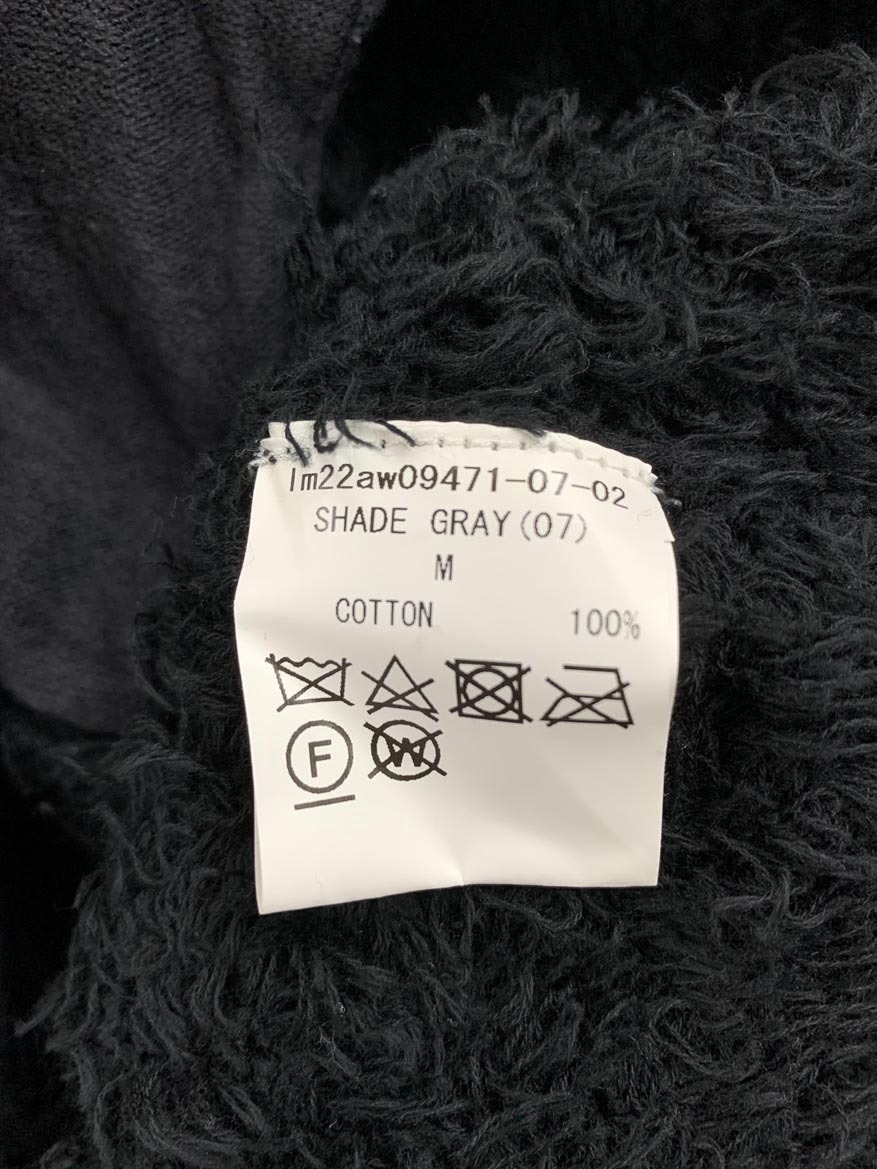 lm22aw09471-07-02
SHADE GRAY(07)
M
COTTON 100%
F
W